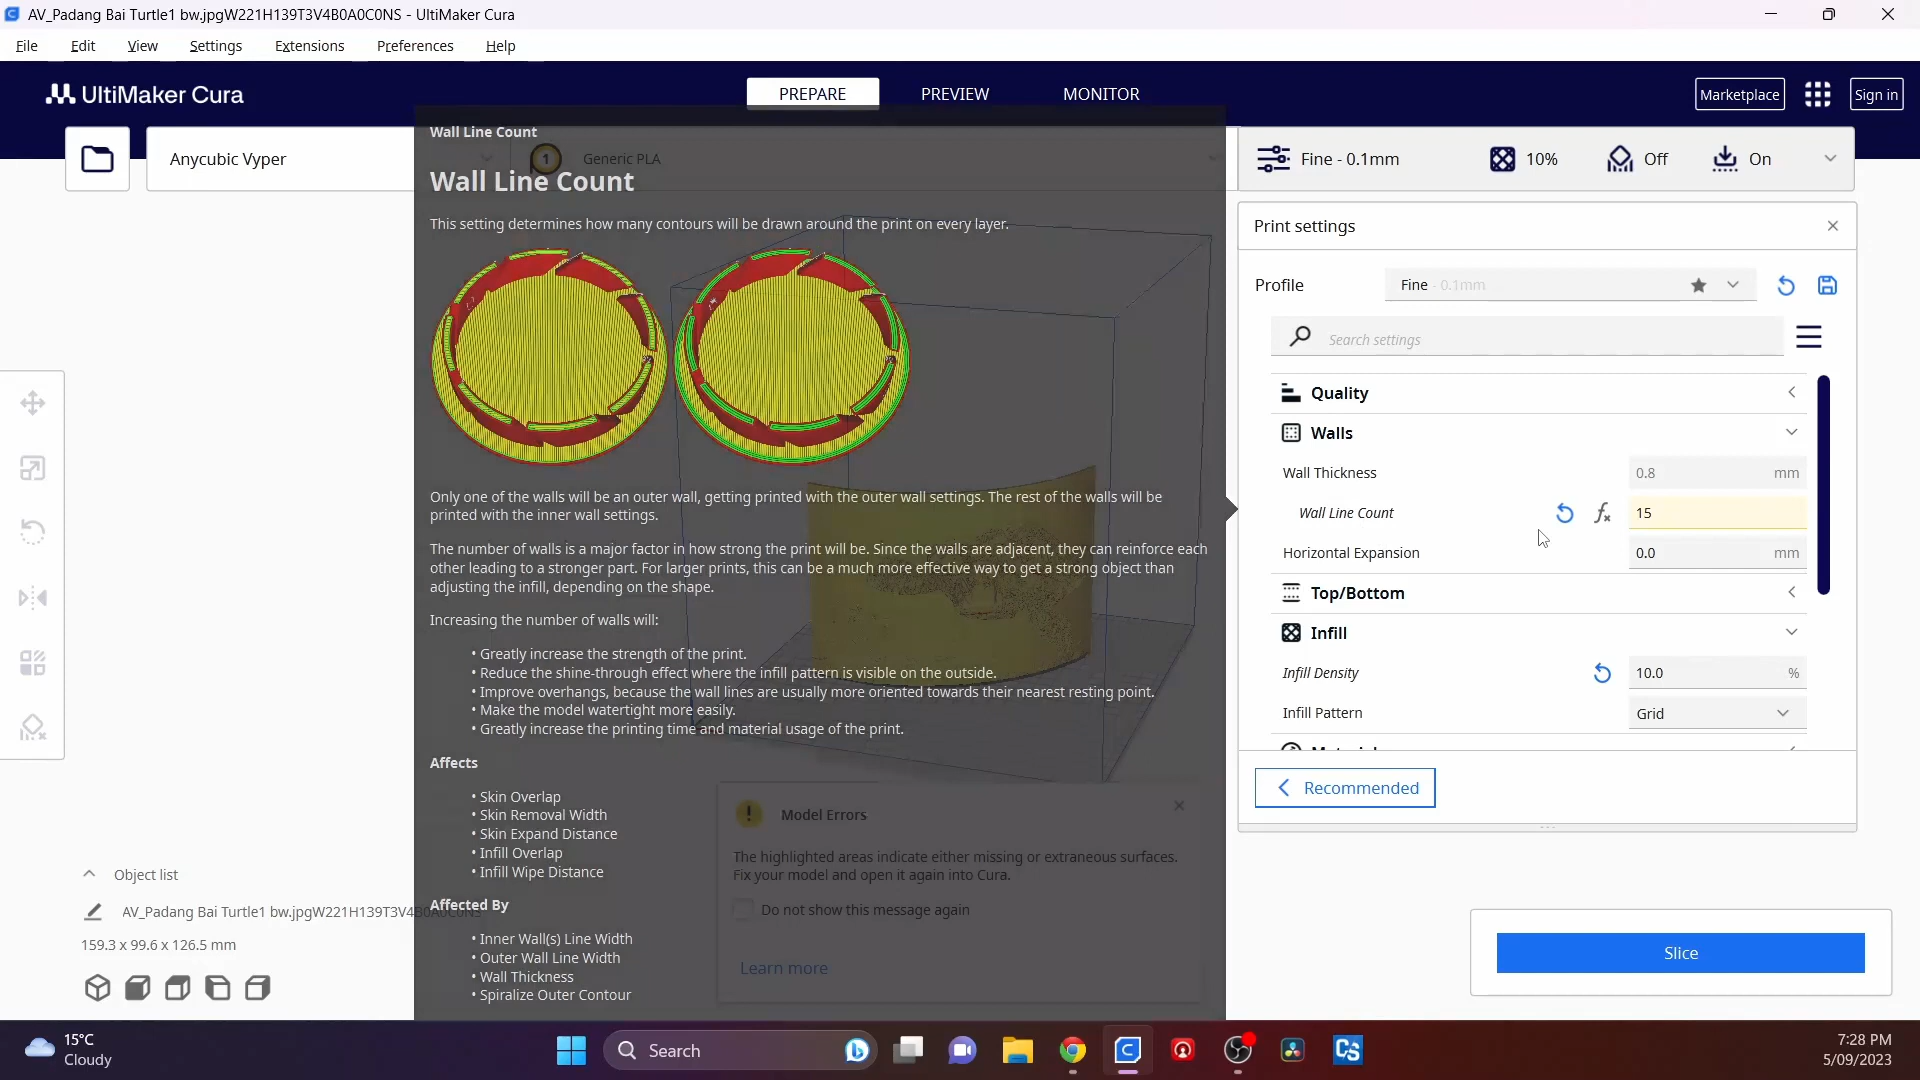 AV_Padang Bai Turtle1 bw.jpgW221H139T3V4B0A0C0NS - UltiMaker Cura
File Edit View Settings Extensions Preferences Help
UltiMaker Cura
PREPARE PREVIEW MONITOR
Marketplace
Sign in
Anycubic Vyper
1 Generic PLA
Fine - 0.1mm 10% Off On
Wall Line Count
Wall Line Count
This setting determines how many contours will be drawn around the print on every layer.
Only one of the walls will be an outer wall, getting printed with the outer wall settings. The rest of the walls will be
printed with the inner wall settings.
The number of walls is a major factor in how strong the print will be. Since the walls are adjacent, they can reinforce each
other leading to a stronger part. For larger prints, this can be a much more effective way to get a strong object than
adjusting the infill, depending on the shape.
Increasing the number of walls will:
• Greatly increase the strength of the print.
• Reduce the shine-through effect where the infill pattern is visible on the outside.
• Improve overhangs, because the wall lines are usually more oriented towards their nearest resting point.
• Make the model watertight more easily.
• Greatly increase the printing time and material usage of the print.
Affects
• Skin Overlap
• Skin Removal Width
• Skin Expand Distance
• Infill Overlap
• Infill Wipe Distance
Affected By
• Inner Wall(s) Line Width
• Outer Wall Line Width
• Wall Thickness
• Spiralize Outer Contour
Model Errors
The highlighted areas indicate either missing or extraneous surfaces.
Fix your model and open it again into Cura.
Do not show this message again
Learn more
Print settings
Profile Fine - 0.1mm
Search settings
Quality
Walls
Wall Thickness 0.8 mm
Wall Line Count fx 15
Horizontal Expansion 0.0 mm
Top/Bottom
Infill
Infill Density 10.0 %
Infill Pattern Grid
Material
Recommended
Object list
AV_Padang Bai Turtle1 bw.jpgW221H139T3V4B0A0C0NS
159.3 x 99.6 x 126.5 mm
Slice
15°C
Cloudy
Search
CS
7:28 PM
5/09/2023